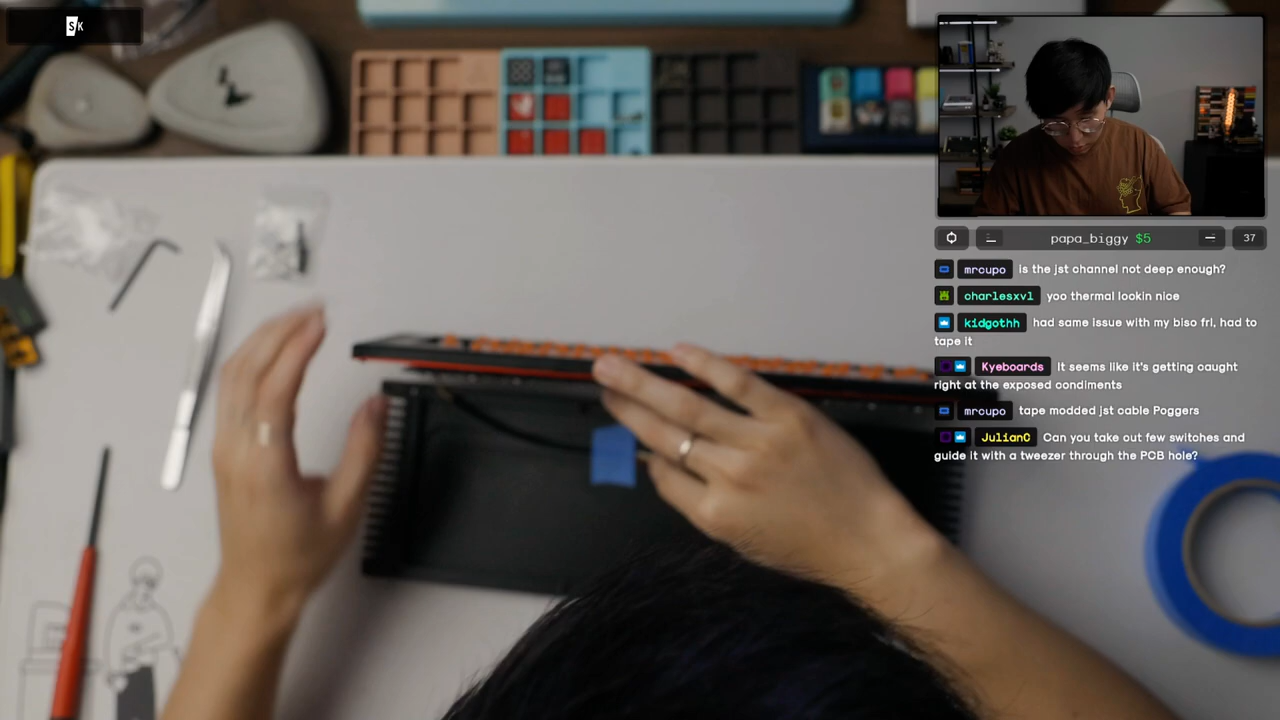 SK
papa_biggy $5
37
mrcupo is the jst channel not deep enough?
charlesxvl yoo thermal lookin nice
kidgothh had same issue with my biso frl, had to
tape it
Kyeboards It seems like it's getting caught
right at the exposed condiments
mrcupo tape modded jst cable Poggers
JulianC Can you take out few switches and
guide it with a tweezer through the PCB hole?